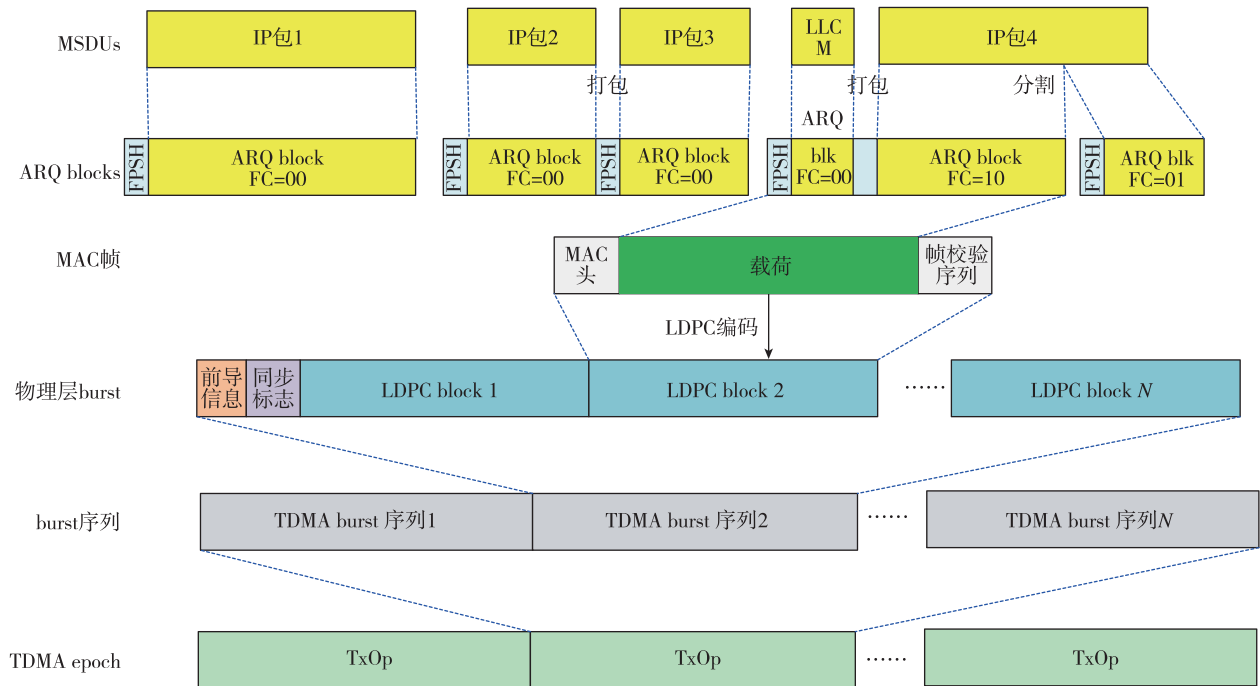 MSDUs
IP包1
IP包2
IP包3
LLC
M
IP包4
打包
打包
分割
ARQ
ARQ blocks
FPSH
ARQ block
FC=00
FPSH
ARQ block
FC=00
FPSH
ARQ block
FC=00
FPSH
blk
FC=00
ARQ block
FC=10
FPSH
ARQ blk
FC=01
MAC帧
MAC
头
载荷
帧校验
序列
LDPC编码
物理层burst
前导
信息
同步
标志
LDPC block 1
LDPC block 2
……
LDPC block N
burst序列
TDMA burst 序列1
TDMA burst 序列2
……
TDMA burst 序列N
TDMA epoch
TxOp
TxOp
……
TxOp